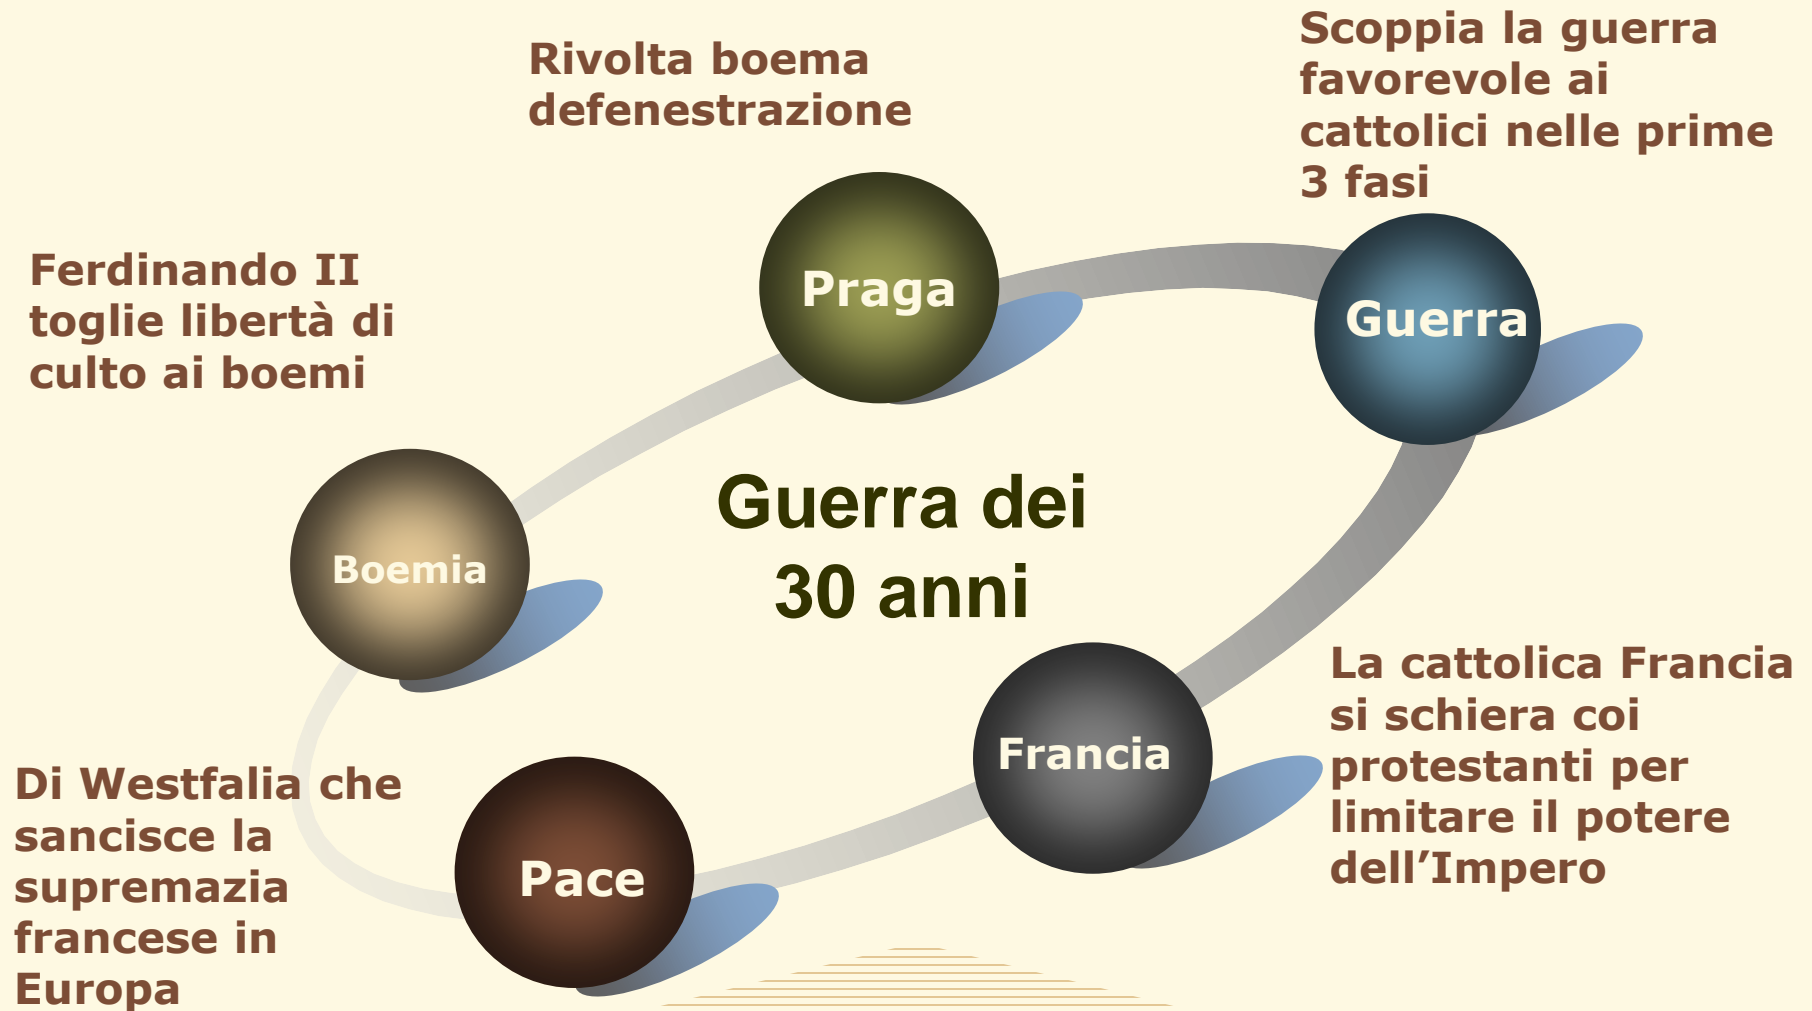 Ferdinando II
toglie libertà di
culto ai boemi
Boemia
Rivolta boema
defenestrazione
Praga
Scoppia la guerra
favorevole ai
cattolici nelle prime
3 fasi
Guerra
Guerra dei
30 anni
La cattolica Francia
si schiera coi
protestanti per
limitare il potere
dell’Impero
Francia
Di Westfalia che
sancisce la
supremazia
francese in
Europa
Pace